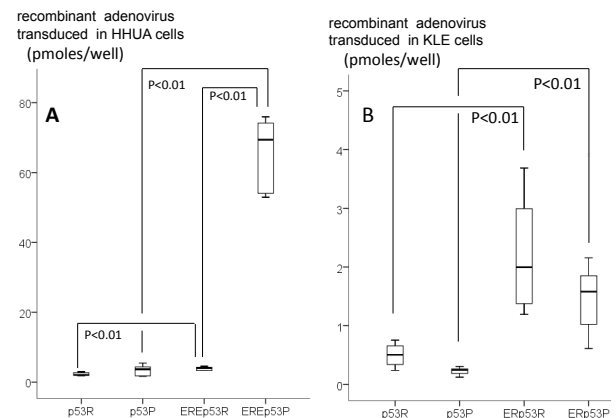 recombinant adenovirus
transduced in HHUA cells
(pmoles/well)
A
P<0.01
P<0.01
P<0.01
80
60
40
20
0
p53R
p53P
EREp53R
EREp53P
recombinant adenovirus
transduced in KLE cells
(pmoles/well)
B
P<0.01
P<0.01
5
4
3
2
1
0
p53R
p53P
ERp53R
ERp53P